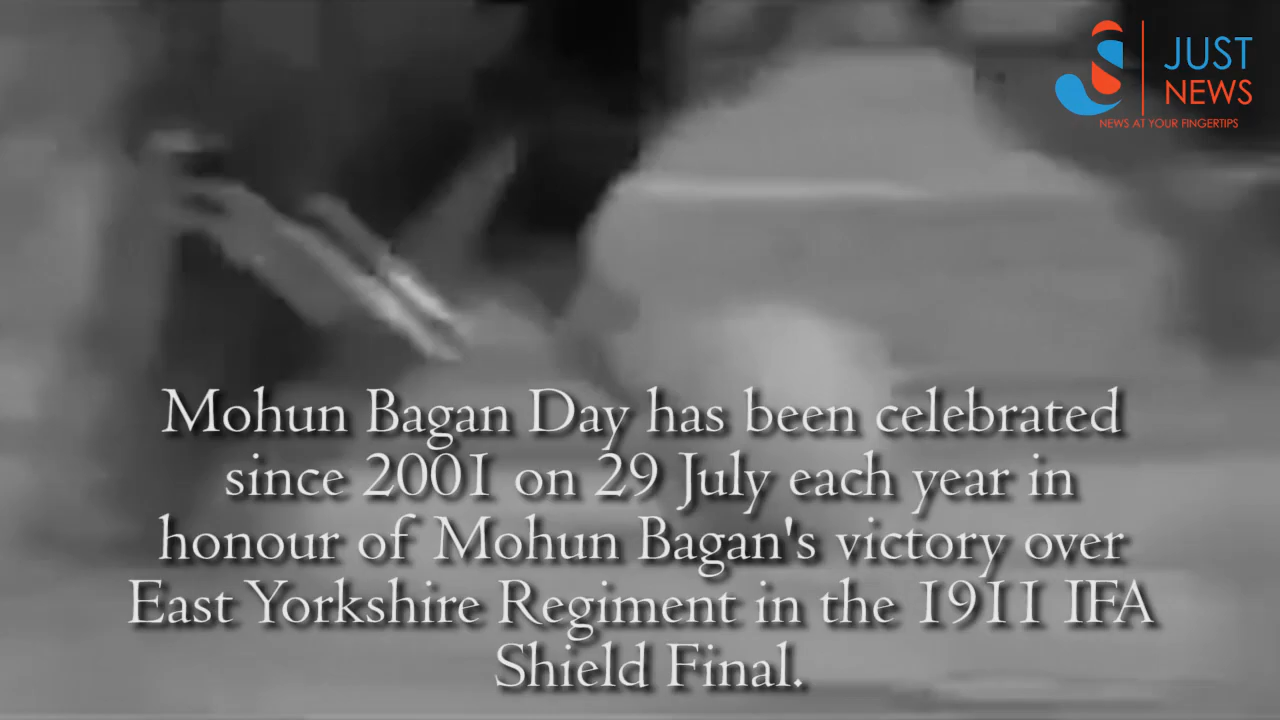 JUST
NEWS
NEWS AT YOUR FINGERTIPS
Mohun Bagan Day has been celebrated
since 2001 on 29 July each year in
honour of Mohun Bagan's victory over
East Yorkshire Regiment in the 1911 IFA
Shield Final.